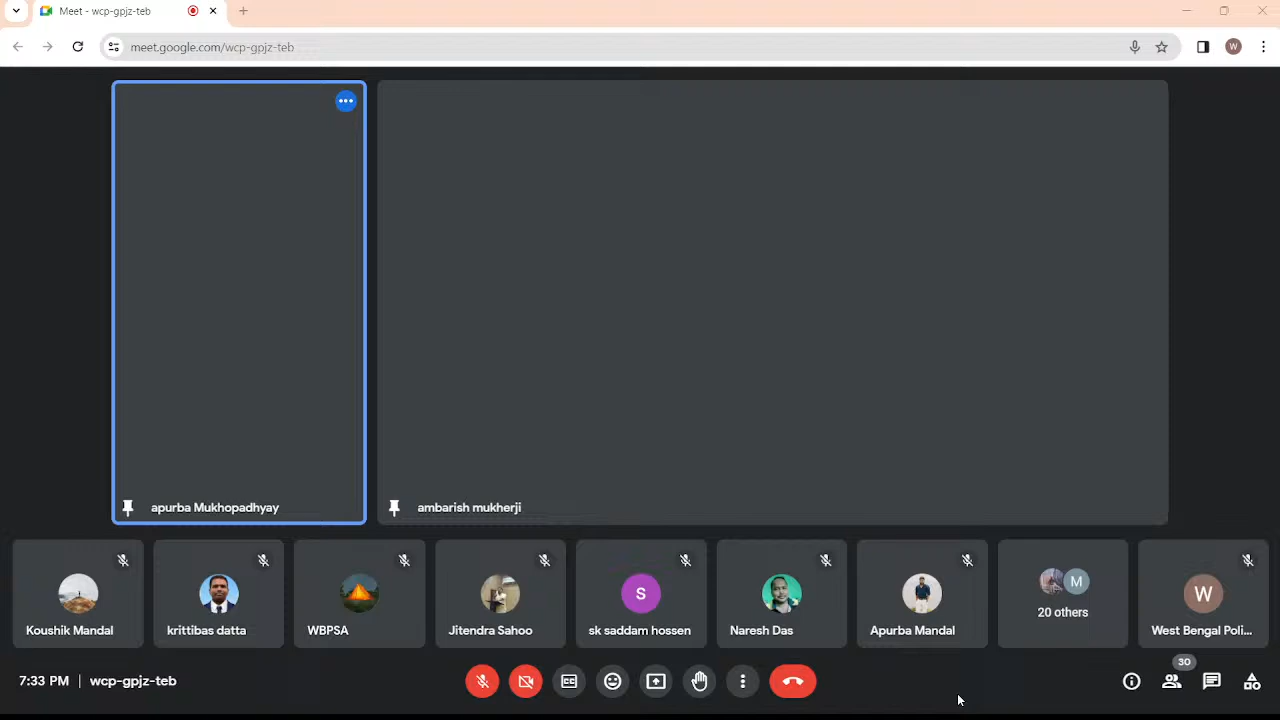 Meet - wcp-gpjz-teb
meet.google.com/wcp-gpjz-teb
W
apurba Mukhopadhyay
ambarish mukherji
S
M
W
20 others
Koushik Mandal
krittibas datta
WBPSA
Jitendra Sahoo
sk saddam hossen
Naresh Das
Apurba Mandal
West Bengal Poli...
7:33 PM | wcp-gpjz-teb
CC
30